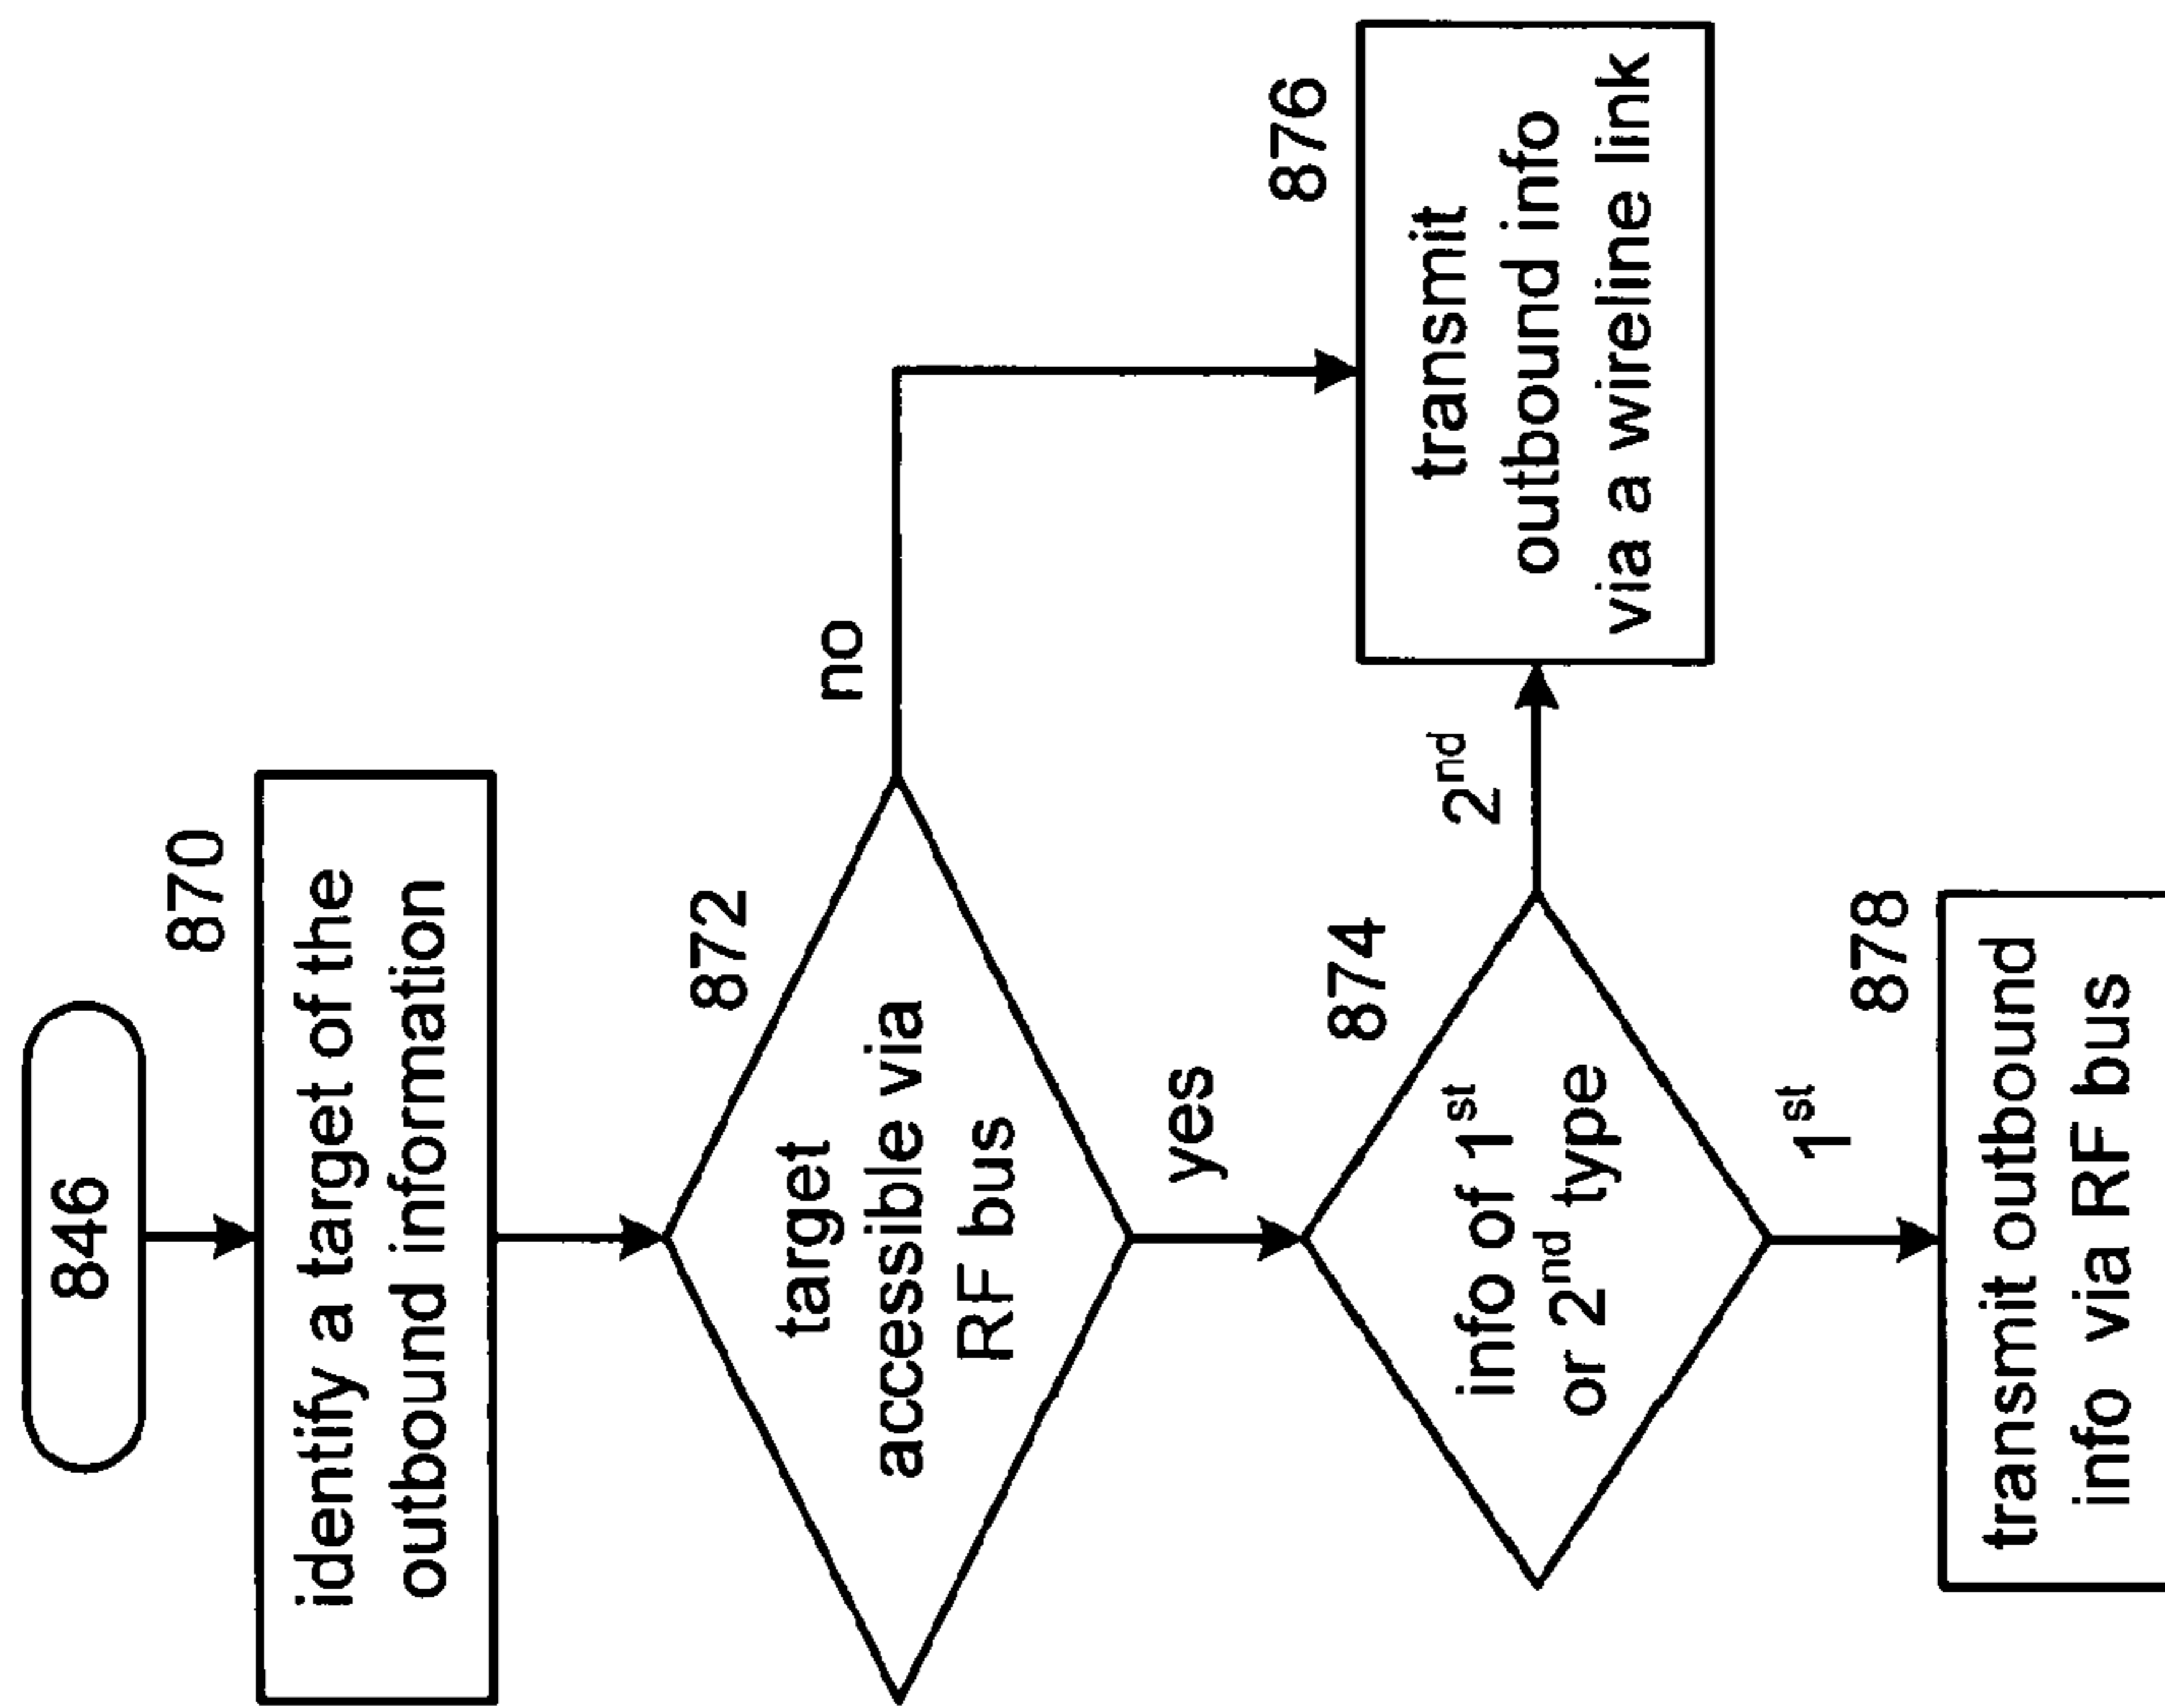 846
870
identify a target of the
outbound information
872
target
accessible via
RF bus
no
yes
874
info of 1st
or 2nd type
2nd
876
transmit
outbound info
via a wireline link
1st
878
transmit outbound
info via RF bus